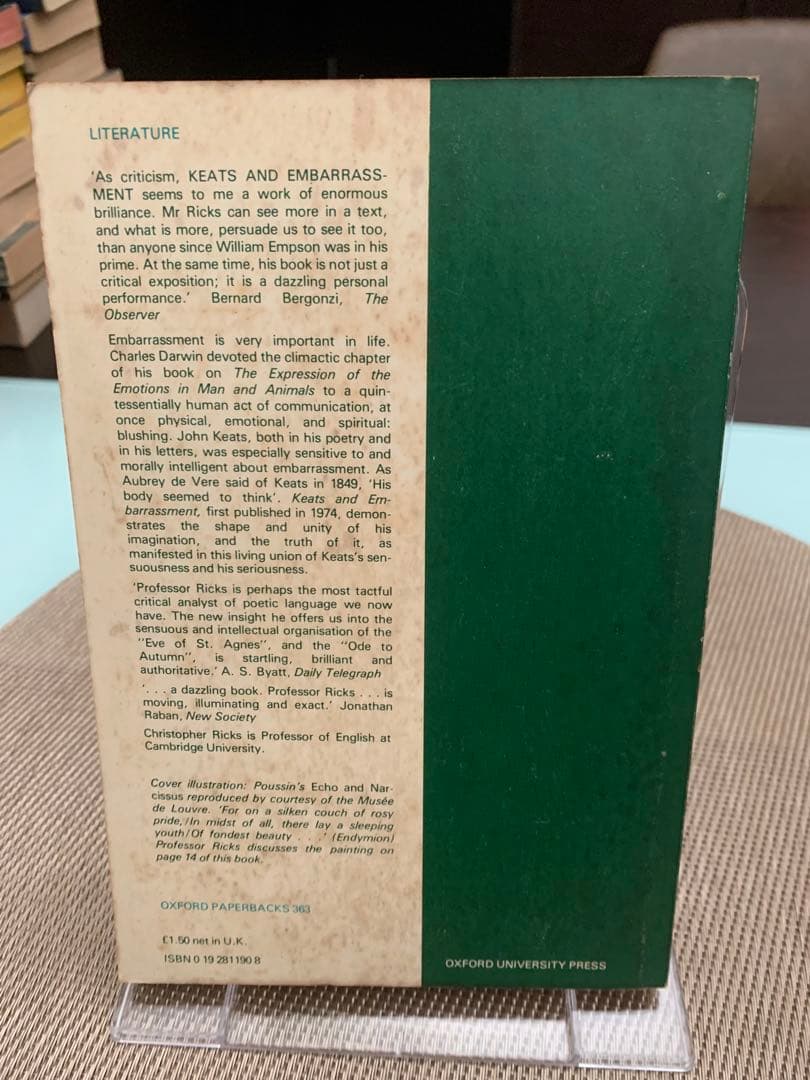 LITERATURE
'As criticism, KEATS AND EMBARRASS-
MENT seems to me a work of enormous
brilliance. Mr Ricks can see more in a text,
and what is more, persuade us to see it too,
than anyone since William Empson was in his
prime. At the same time, his book is not just a
critical exposition; it is a dazzling personal
performance.' Bernard Bergonzi, The
Observer
Embarrassment is very important in life.
Charles Darwin devoted the climactic chapter
of his book on The Expression of the
Emotions in Man and Animals to a quin-
tessentially human act of communication, at
once physical, emotional, and spiritual:
blushing. John Keats, both in his poetry and
in his letters, was especially sensitive to and
morally intelligent about embarrassment. As
Aubrey de Vere said of Keats in 1849, 'His
body seemed to think'. Keats and Em-
barrassment, first published in 1974, demon-
strates the shape and unity of his
imagination, and the truth of it, as
manifested in this living union of Keats's sen-
suousness and his seriousness.
'Professor Ricks is perhaps the most tactful
critical analyst of poetic language we now
have. The new insight he offers us into the
sensuous and intellectual organisation of the
"Eve of St. Agnes", and the "Ode to
Autumn", is startling, brilliant and
authoritative.' A. S. Byatt, Daily Telegraph
'. . . a dazzling book. Professor Ricks . . . is
moving, illuminating and exact.' Jonathan
Raban, New Society
Christopher Ricks is Professor of English at
Cambridge University.
Cover illustration: Poussin's Echo and Nar-
cissus reproduced by courtesy of the Musée
de Louvre. 'For on a silken couch of rosy
pride,/In midst of all, there lay a sleeping
youth/Of fondest beauty . . .' (Endymion)
Professor Ricks discusses the painting on
page 14 of this book.
OXFORD PAPERBACKS 363
£1.50 net in U.K.
ISBN 0 19 281190 8
OXFORD UNIVERSITY PRESS